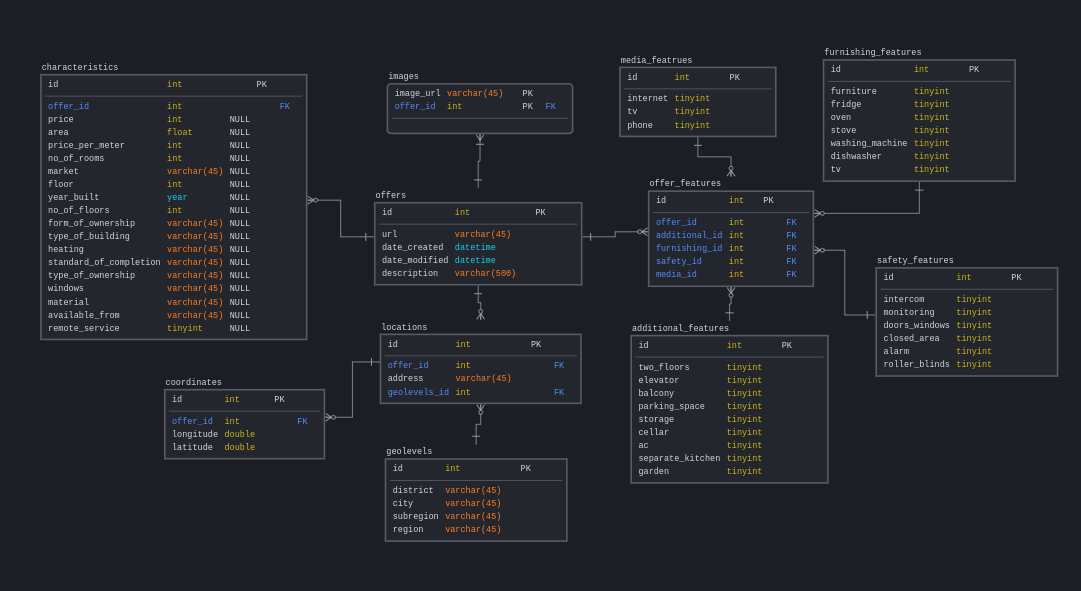 characteristics
id int PK
offer_id int FK
price int NULL
area float NULL
price_per_meter int NULL
no_of_rooms int NULL
market varchar(45) NULL
floor int NULL
year_built year NULL
no_of_floors int NULL
form_of_ownership varchar(45) NULL
type_of_building varchar(45) NULL
heating varchar(45) NULL
standard_of_completion varchar(45) NULL
type_of_ownership varchar(45) NULL
windows varchar(45) NULL
material varchar(45) NULL
available_from varchar(45) NULL
remote_service tinyint NULL
images
image_url varchar(45) PK
offer_id int PK FK
media_featrues
id int PK
internet tinyint
tv tinyint
phone tinyint
furnishing_features
id int PK
furniture tinyint
fridge tinyint
oven tinyint
stove tinyint
washing_machine tinyint
dishwasher tinyint
tv tinyint
offers
id int PK
url varchar(45)
date_created datetime
date_modified datetime
description varchar(500)
offer_features
id int PK
offer_id int FK
additional_id int FK
furnishing_id int FK
safety_id int FK
media_id int FK
safety_features
id int PK
intercom tinyint
monitoring tinyint
doors_windows tinyint
closed_area tinyint
alarm tinyint
roller_blinds tinyint
locations
id int PK
offer_id int FK
address varchar(45)
geolevels_id int FK
additional_features
id int PK
two_floors tinyint
elevator tinyint
balcony tinyint
parking_space tinyint
storage tinyint
cellar tinyint
ac tinyint
separate_kitchen tinyint
garden tinyint
coordinates
id int PK
offer_id int FK
longitude double
latitude double
geolevels
id int PK
district varchar(45)
city varchar(45)
subregion varchar(45)
region varchar(45)